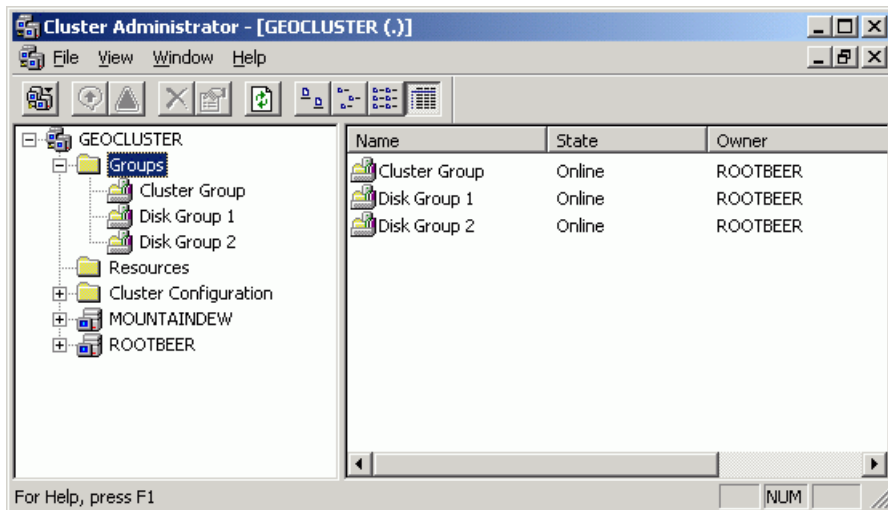 Cluster Administrator - [GEOCLUSTER (.)]
File View Window Help
GEOCLUSTER
Groups
Cluster Group
Disk Group 1
Disk Group 2
Resources
Cluster Configuration
MOUNTAINDEW
ROOTBEER
Name State Owner
Cluster Group Online ROOTBEER
Disk Group 1 Online ROOTBEER
Disk Group 2 Online ROOTBEER
For Help, press F1
NUM